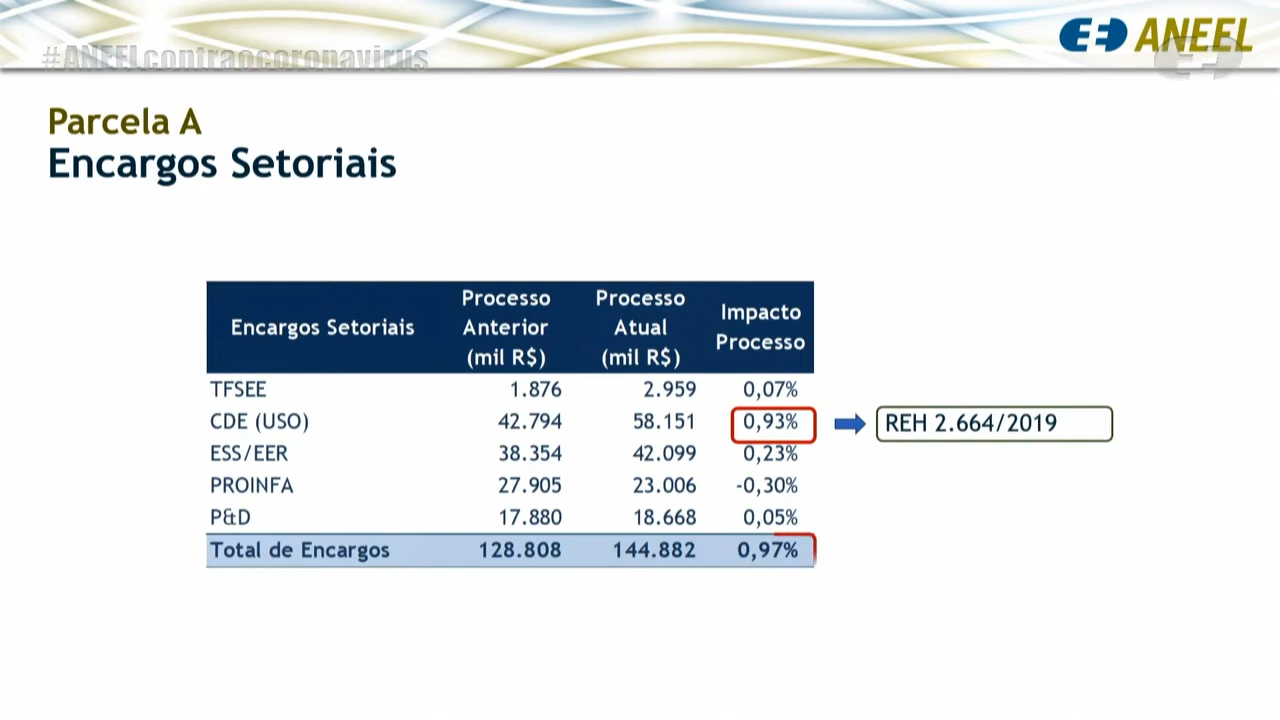 #ANEELcontraocoronavirus
ANEEL
Parcela A
Encargos Setoriais
Encargos Setoriais Processo Anterior (mil R$) Processo Atual (mil R$) Impacto Processo
TFSEE 1.876 2.959 0,07%
CDE (USO) 42.794 58.151 0,93% REH 2.664/2019
ESS/EER 38.354 42.099 0,23%
PROINFA 27.905 23.006 -0,30%
P&D 17.880 18.668 0,05%
Total de Encargos 128.808 144.882 0,97%